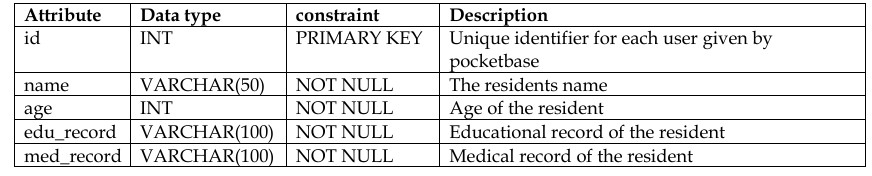 Attribute Data type constraint Description
id INT PRIMARY KEY Unique identifier for each user given by
pocketbase
name VARCHAR(50) NOT NULL The residents name
age INT NOT NULL Age of the resident
edu_record VARCHAR(100) NOT NULL Educational record of the resident
med_record VARCHAR(100) NOT NULL Medical record of the resident